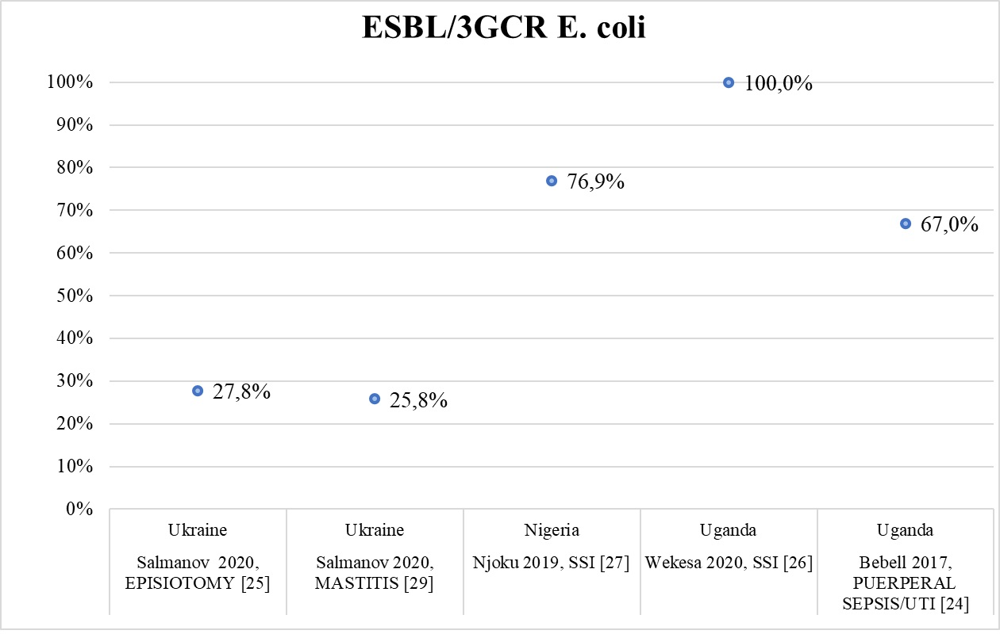 ESBL/3GCR E. coli
100%
90%
80%
70%
60%
50%
40%
30%
20%
10%
0%
27,8%
25,8%
76,9%
100,0%
67,0%
Ukraine
Salmanov  2020,
EPISIOTOMY [25]
Ukraine
Salmanov 2020,
MASTITIS [29]
Nigeria
Njoku 2019, SSI [27]
Uganda
Wekesa 2020, SSI [26]
Uganda
Bebell 2017,
PUERPERAL
SEPSIS/UTI [24]